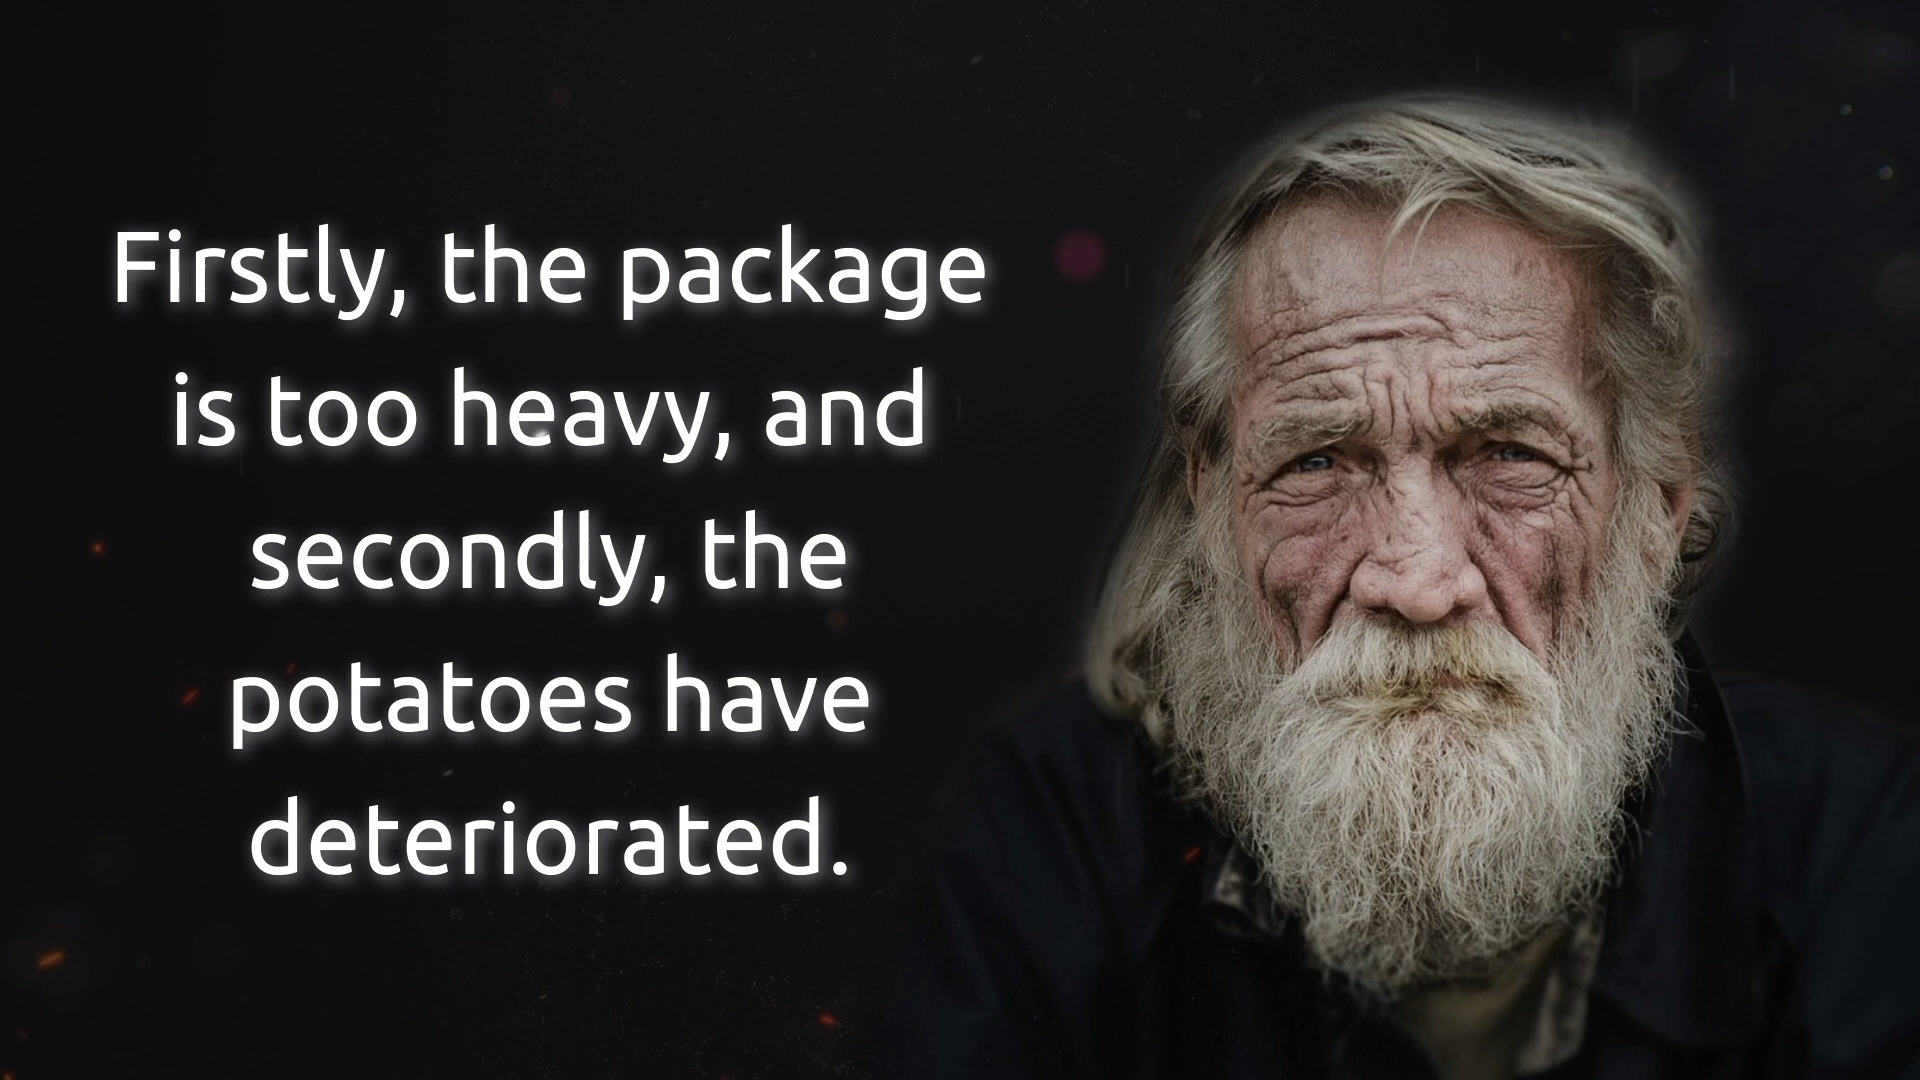 Firstly, the package
is too heavy, and
secondly, the
potatoes have
deteriorated.